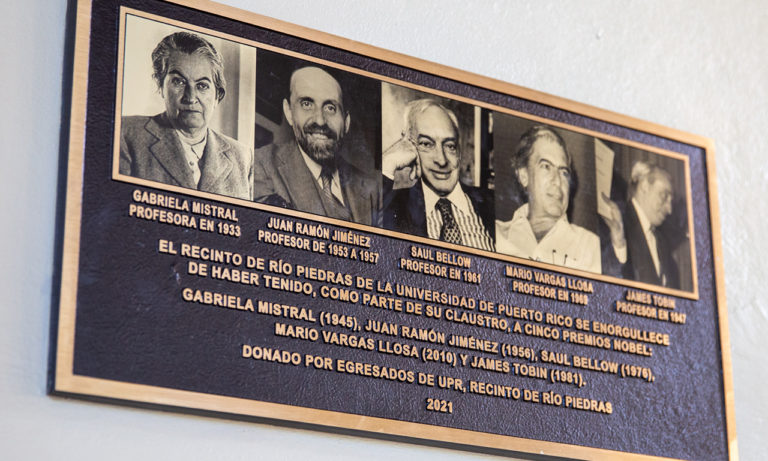 GABRIELA MISTRAL
PROFESORA EN 1933
JUAN RAMÓN JIMÉNEZ
PROFESOR DE 1953 A 1957
SAUL BELLOW
PROFESOR EN 1961
MARIO VARGAS LLOSA
PROFESOR EN 1969
JAMES TOBIN
PROFESOR EN 1947
EL RECINTO DE RÍO PIEDRAS DE LA UNIVERSIDAD DE PUERTO RICO SE ENORGULLECE
DE HABER TENIDO, COMO PARTE DE SU CLAUSTRO, A CINCO PREMIOS NOBEL:
GABRIELA MISTRAL (1945), JUAN RAMÓN JIMÉNEZ (1956), SAUL BELLOW (1976),
MARIO VARGAS LLOSA (2010) Y JAMES TOBIN (1981).
DONADO POR EGRESADOS DE UPR, RECINTO DE RÍO PIEDRAS
2021